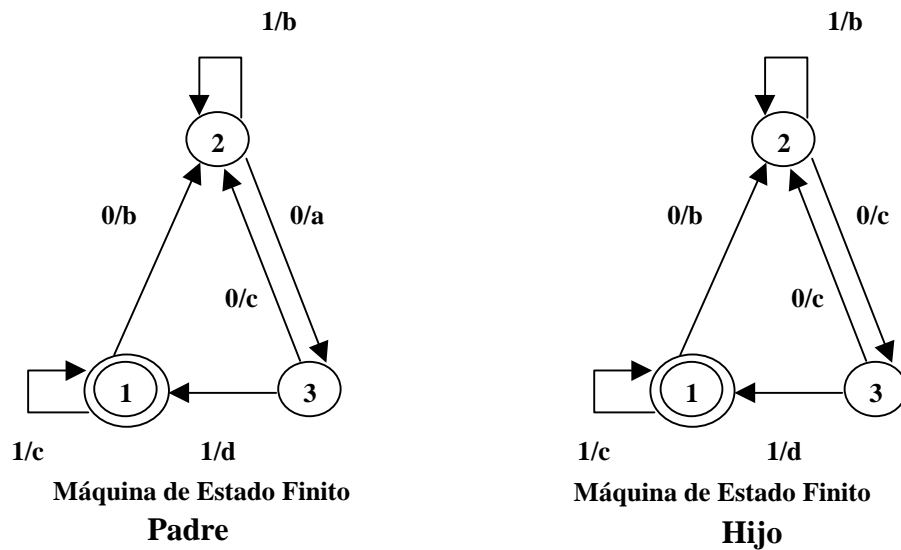 1/b
2
0/b
0/a
0/c
1
3
1/c
1/d
Máquina de Estado Finito
Padre
1/b
2
0/b
0/c
0/c
1
3
1/c
1/d
Máquina de Estado Finito
Hijo